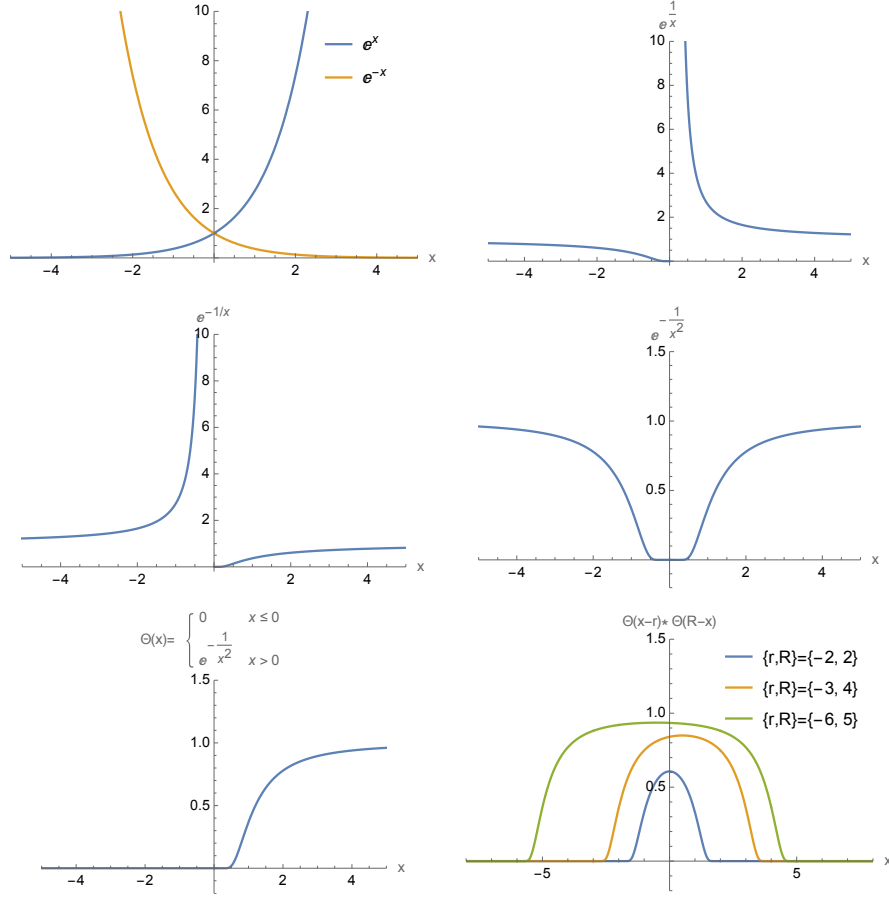 10
8
6
4
2
−4 −2 2 4 x
e^x
e^{-x}
e^{\frac{1}{x}}
10
8
6
4
2
−4 −2 2 4 x
e^{-1/x}
10
8
6
4
2
−4 −2 2 4 x
e^{-\frac{1}{x^2}}
1.5
1.0
0.5
−4 −2 2 4 x
Θ(x)= { 0 x ≤ 0
e^{-\frac{1}{x^2}} x > 0
1.5
1.0
0.5
−4 −2 2 4 x
Θ(x−r)* Θ(R−x)
1.5
{r,R}={-2, 2}
{r,R}={-3, 4}
1.0
{r,R}={-6, 5}
0.5
−5 5 x